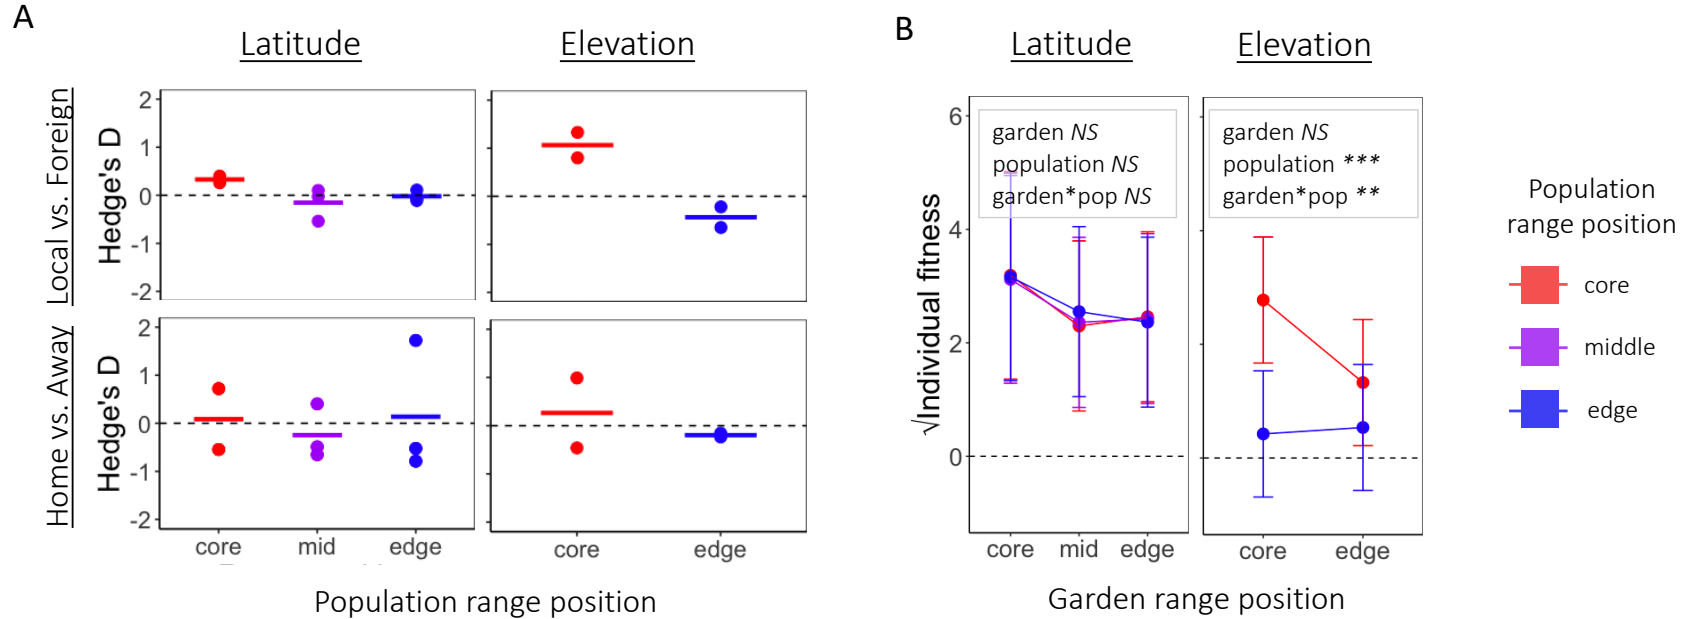 A
Latitude
Elevation
Local vs. Foreign
Hedge's D
2
1
0
-1
-2
Home vs. Away
Hedge's D
2
1
0
-1
-2
core
mid
edge
core
edge
Population range position
B
Latitude
Elevation
√Individual fitness
6
4
2
0
garden NS
population NS
garden*pop NS
garden NS
population ***
garden*pop **
core
mid
edge
core
edge
Garden range position
Population
range position
core
middle
edge